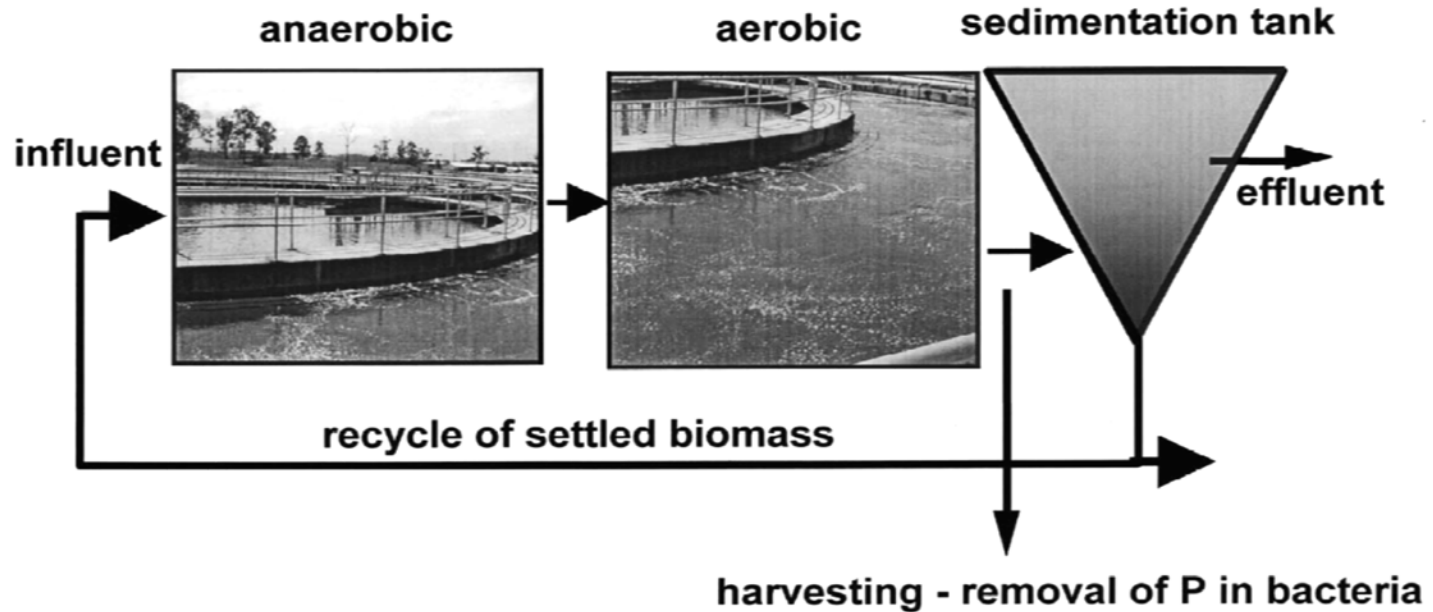 anaerobic
aerobic
sedimentation tank
influent
effluent
recycle of settled biomass
harvesting - removal of P in bacteria